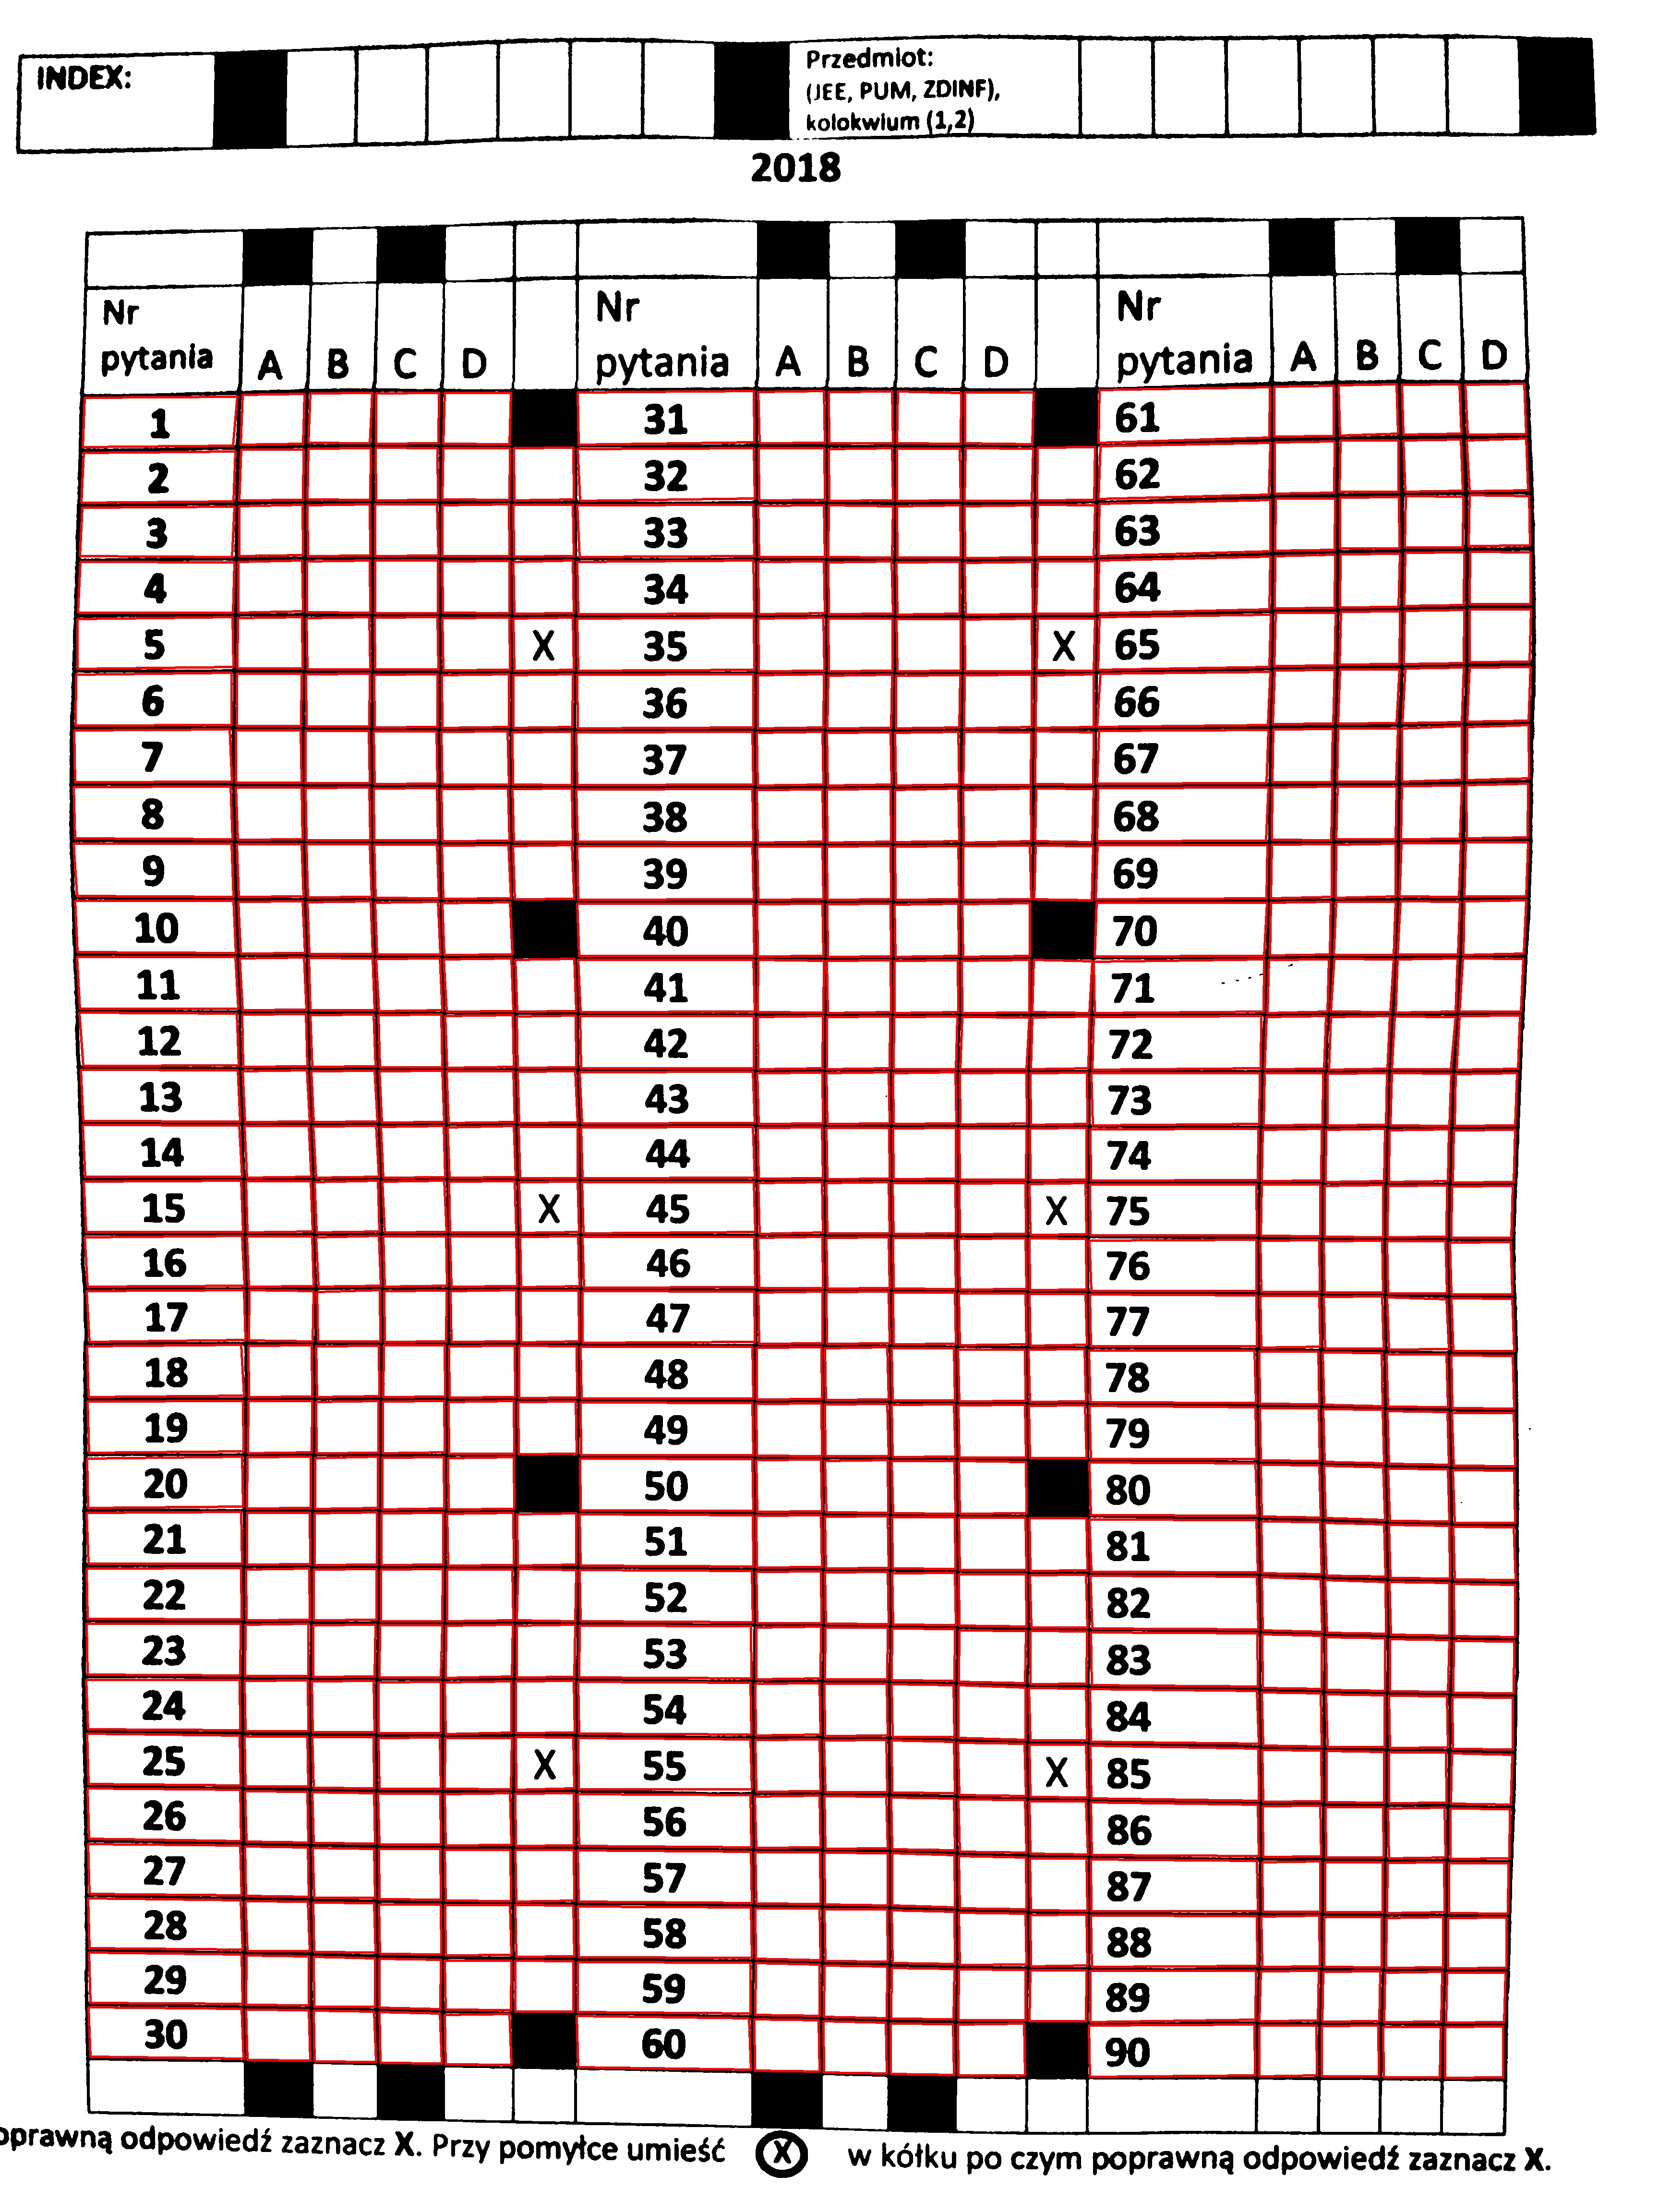 INDEX: Przedmiot:
(JEE, PUM, ZDINF),
kolokwium (1,2)
2018
Nr Nr Nr
pytania A B C D pytania A B C D pytania A B C D
1 31 61
2 32 62
3 33 63
4 34 64
5 X 35 X 65
6 36 66
7 37 67
8 38 68
9 39 69
10 40 70
11 41 71
12 42 72
13 43 73
14 44 74
15 X 45 X 75
16 46 76
17 47 77
18 48 78
19 49 79
20 50 80
21 51 81
22 52 82
23 53 83
24 54 84
25 X 55 X 85
26 56 86
27 57 87
28 58 88
29 59 89
30 60 90
oprawną odpowiedź zaznacz X. Przy pomyłce umieść X w kółku po czym poprawną odpowiedź zaznacz X.